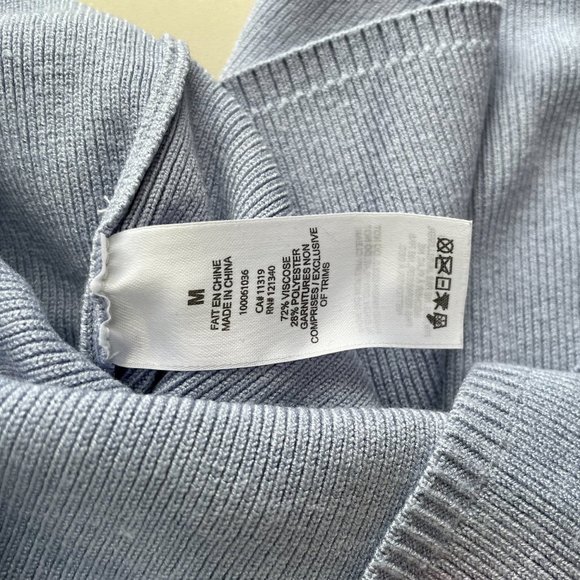 M
FAIT EN CHINE
MADE IN CHINA
100061036
CA# 11319
RN# 121340
72% VISCOSE
28% POLYESTER
GARNITURES NON
COMPRISES / EXCLUSIVE
OF TRIMS